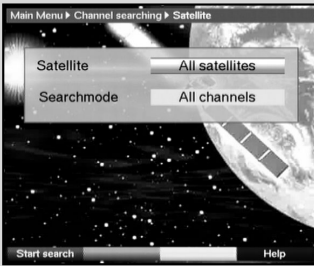 Main Menu ▶ Channel searching ▶ Satellite
Satellite All satellites
Searchmode All channels
Start search Help